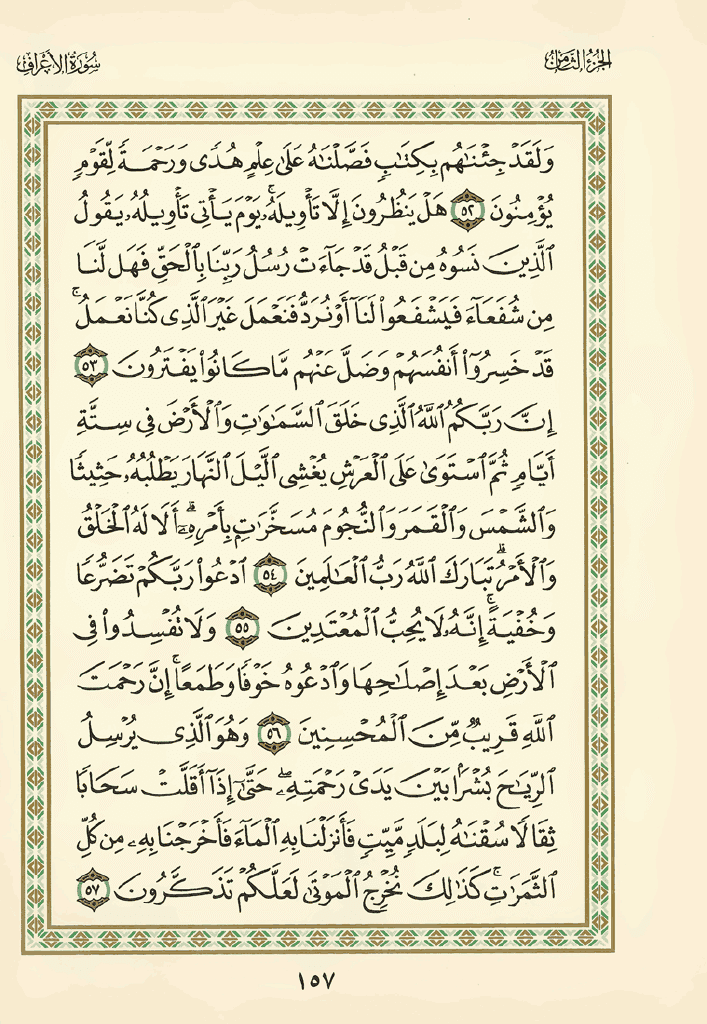 الجزء الثامن
سورة الأعراف
وَلَقَدْ جِئْنَٰهُم بِكِتَٰبٍ فَصَّلْنَٰهُ عَلَىٰ عِلْمٍ هُدًى وَرَحْمَةً لِّقَوْمٍ
يُؤْمِنُونَ ٥٢ هَلْ يَنظُرُونَ إِلَّا تَأْوِيلَهُۥ ۚ يَوْمَ يَأْتِى تَأْوِيلُهُۥ يَقُولُ
ٱلَّذِينَ نَسُوهُ مِن قَبْلُ قَدْ جَآءَتْ رُسُلُ رَبِّنَا بِٱلْحَقِّ فَهَل لَّنَا
مِن شُفَعَآءَ فَيَشْفَعُوا۟ لَنَآ أَوْ نُرَدُّ فَنَعْمَلَ غَيْرَ ٱلَّذِى كُنَّا نَعْمَلُ ۚ
قَدْ خَسِرُوٓا۟ أَنفُسَهُمْ وَضَلَّ عَنْهُم مَّا كَانُوا۟ يَفْتَرُونَ ٥٣
إِنَّ رَبَّكُمُ ٱللَّهُ ٱلَّذِى خَلَقَ ٱلسَّمَٰوَٰتِ وَٱلْأَرْضَ فِى سِتَّةِ
أَيَّامٍ ثُمَّ ٱسْتَوَىٰ عَلَى ٱلْعَرْشِ يُغْشِى ٱلَّيْلَ ٱلنَّهَارَ يَطْلُبُهُۥ حَثِيثًا
وَٱلشَّمْسَ وَٱلْقَمَرَ وَٱلنُّجُومَ مُسَخَّرَٰتٍۭ بِأَمْرِهِۦٓ ۗ أَلَا لَهُ ٱلْخَلْقُ
وَٱلْأَمْرُ ۗ تَبَارَكَ ٱللَّهُ رَبُّ ٱلْعَٰلَمِينَ ٥٤ ٱدْعُوا۟ رَبَّكُمْ تَضَرُّعًا
وَخُفْيَةً ۚ إِنَّهُۥ لَا يُحِبُّ ٱلْمُعْتَدِينَ ٥٥ وَلَا تُفْسِدُوا۟ فِى
ٱلْأَرْضِ بَعْدَ إِصْلَٰحِهَا وَٱدْعُوهُ خَوْفًا وَطَمَعًا ۚ إِنَّ رَحْمَتَ
ٱللَّهِ قَرِيبٌ مِّنَ ٱلْمُحْسِنِينَ ٥٦ وَهُوَ ٱلَّذِى يُرْسِلُ
ٱلرِّيَٰحَ بُشْرًۢا بَيْنَ يَدَىْ رَحْمَتِهِۦ ۖ حَتَّىٰٓ إِذَآ أَقَلَّتْ سَحَابًا
ثِقَالًا سُقْنَٰهُ لِبَلَدٍ مَّيِّتٍ فَأَنزَلْنَا بِهِ ٱلْمَآءَ فَأَخْرَجْنَا بِهِۦ مِن كُلِّ
ٱلثَّمَرَٰتِ ۚ كَذَٰلِكَ نُخْرِجُ ٱلْمَوْتَىٰ لَعَلَّكُمْ تَذَكَّرُونَ ٥٧
١٥٧